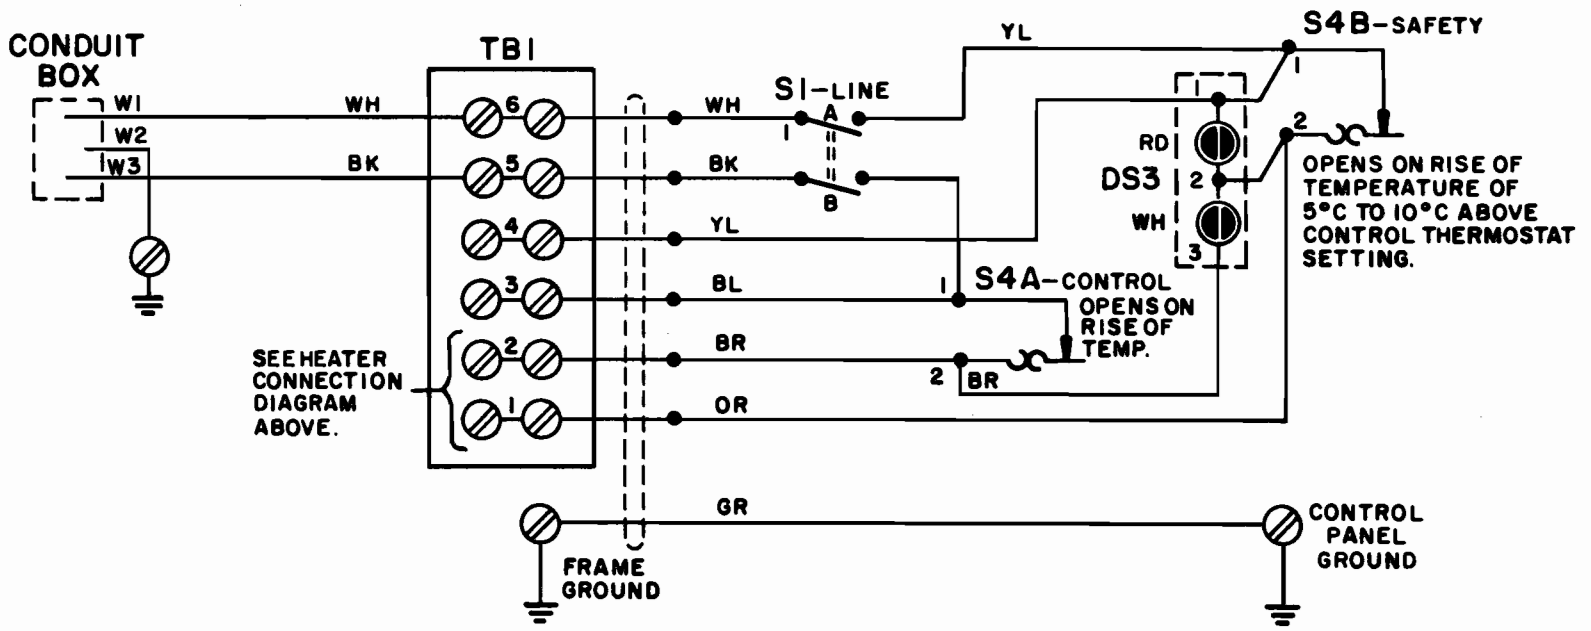 CONDUIT
BOX
W1
W2
W3
WH
BK
TB1
6
5
4
3
2
1
SEE HEATER
CONNECTION
DIAGRAM
ABOVE.
WH
BK
YL
BL
BR
OR
GR
S1-LINE
A
1
B
YL
S4B-SAFETY
1
2
OPENS ON RISE OF
TEMPERATURE OF
5°C TO 10°C ABOVE
CONTROL THERMOSTAT
SETTING.
1
RD
DS3
2
WH
3
1
S4A-CONTROL
OPENS ON
RISE OF
TEMP.
2
BR
FRAME
GROUND
CONTROL
PANEL
GROUND